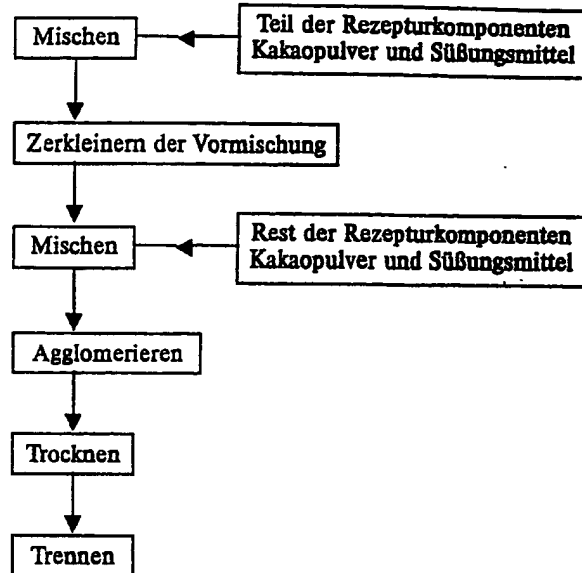 Mischen
Teil der Rezepturkomponenten
Kakaopulver und Süßungsmittel
Zerkleinern der Vormischung
Mischen
Rest der Rezepturkomponenten
Kakaopulver und Süßungsmittel
Agglomerieren
Trocknen
Trennen